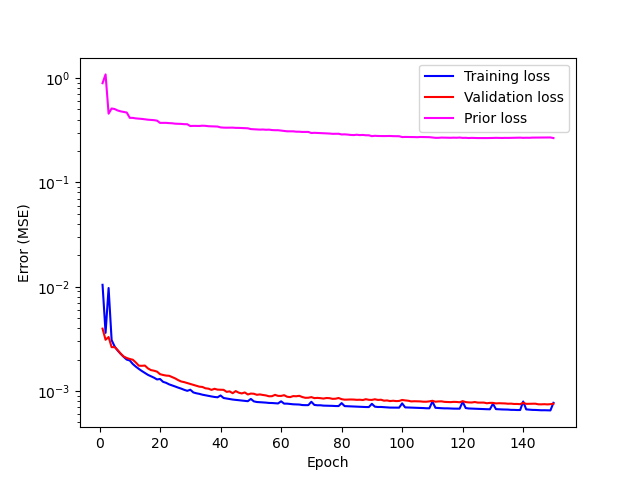 10⁰
10⁻¹
10⁻²
10⁻³
Error (MSE)
Training loss
Validation loss
Prior loss
0 20 40 60 80 100 120 140
Epoch